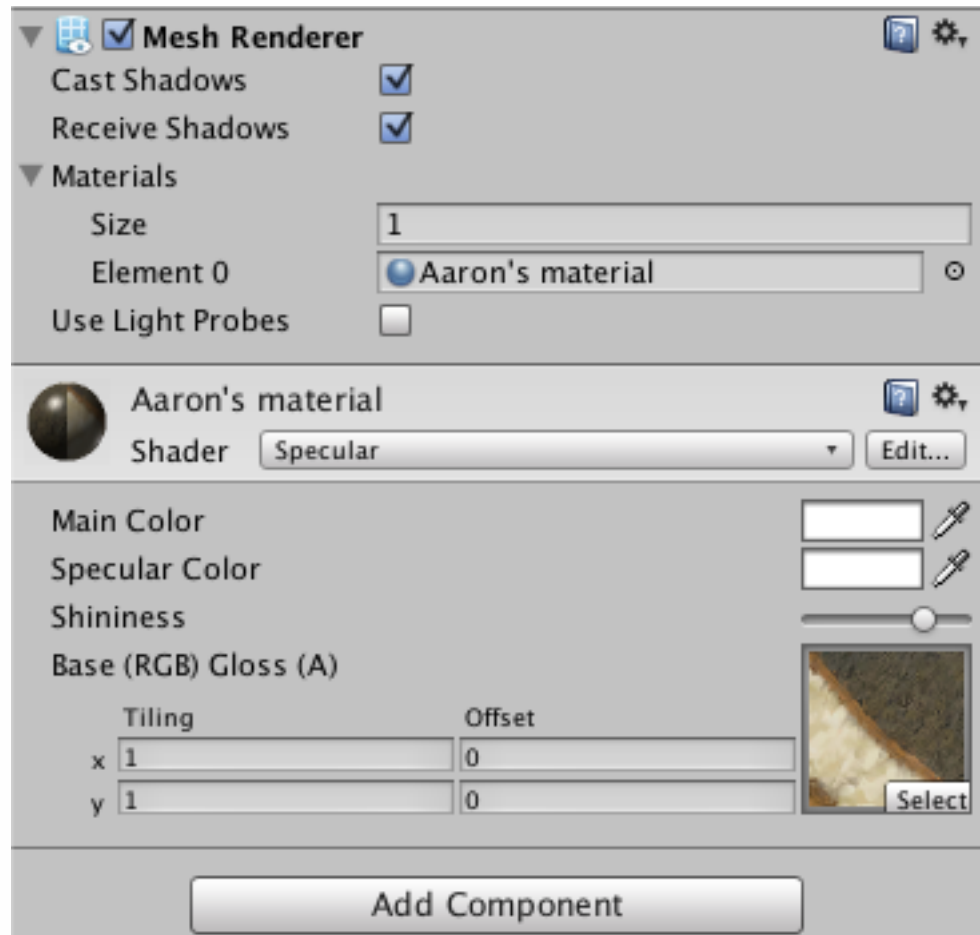 Mesh Renderer
Cast Shadows
Receive Shadows
Materials
Size 1
Element 0 Aaron's material
Use Light Probes
Aaron's material
Shader Specular Edit...
Main Color
Specular Color
Shininess
Base (RGB) Gloss (A)
Tiling Offset
x 1 0
y 1 0
Select
Add Component